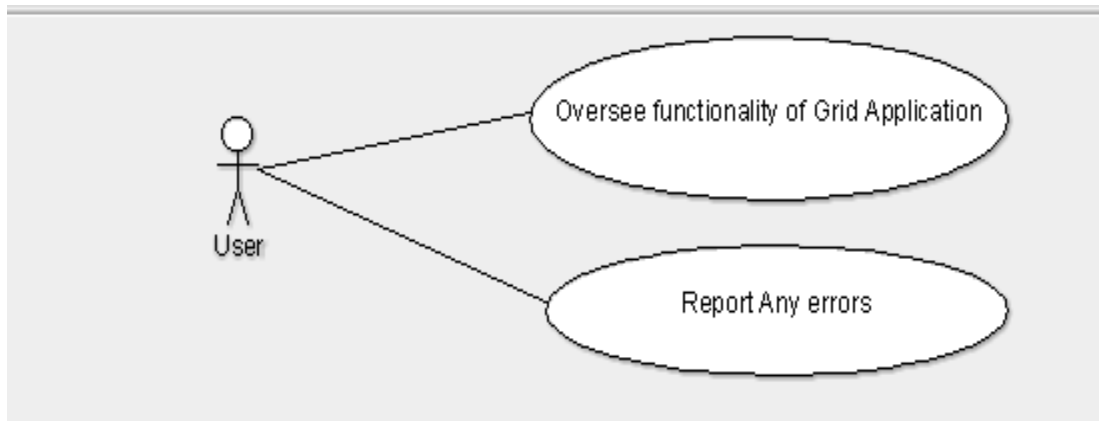 Oversee functionality of Grid Application
User
Report Any errors